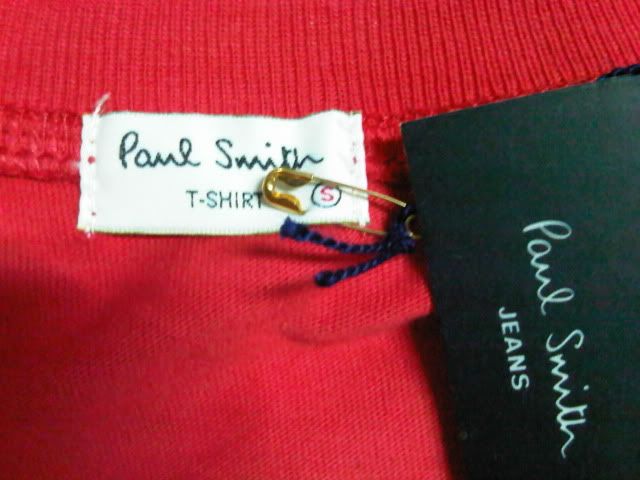 Paul Smith
T-SHIRT S
Paul Smith
JEANS